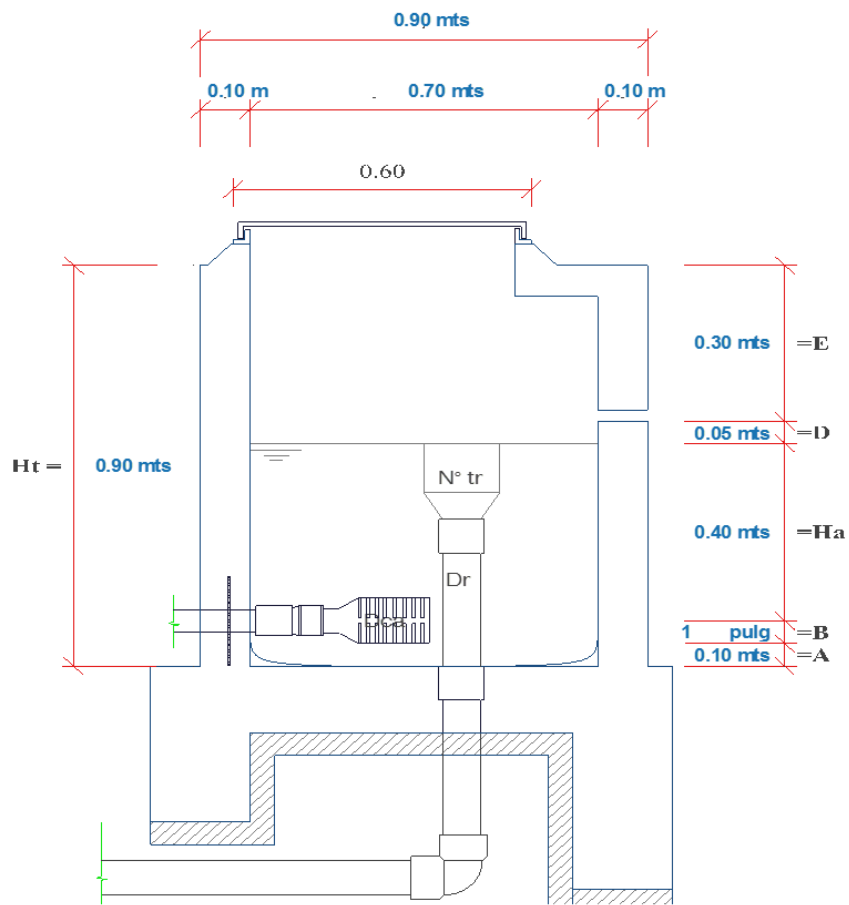 0.90 mts
0.10 m 0.70 mts 0.10 m
0.60
0.30 mts =E
0.05 mts =D
Ht = 0.90 mts
N° tr
0.40 mts =Ha
Dr
Dca
1 pulg =B
0.10 mts =A